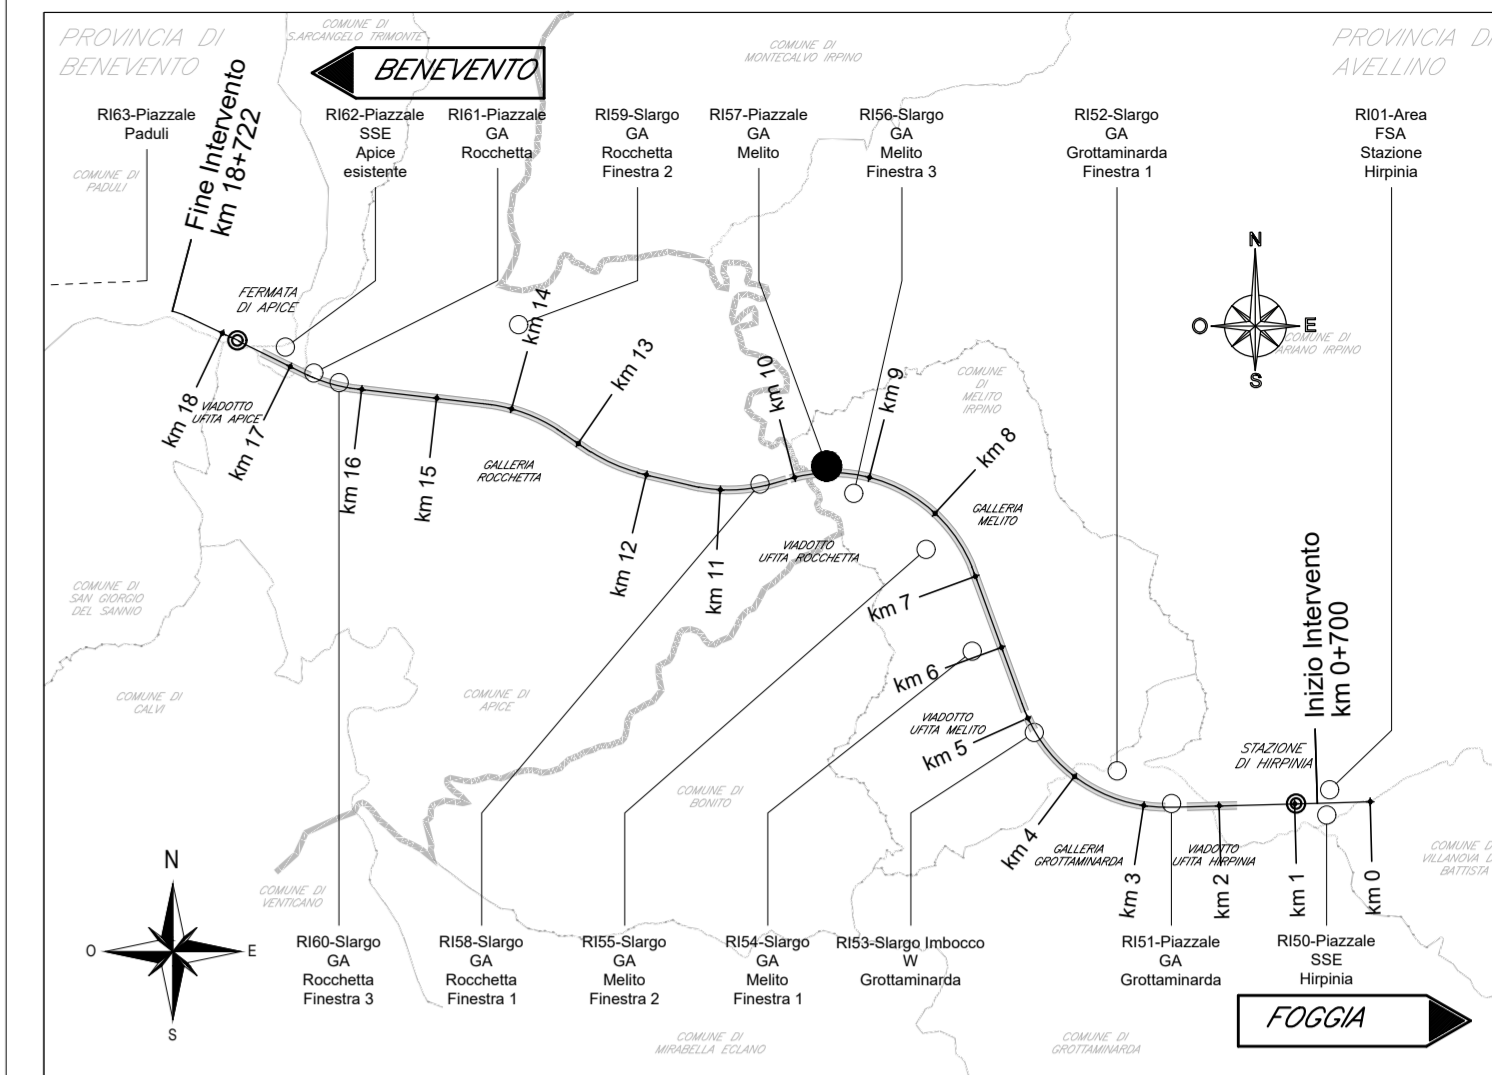 PROVINCIA DI
BENEVENTO
COMUNE DI
S.ARCANGELO TRIMONTE
BENEVENTO
COMUNE DI
MONTECALVO IRPINO
PROVINCIA DI
AVELLINO
RI63-Piazzale
Paduli
Fine Intervento
km 18+722
RI62-Piazzale
SSE
Apice
esistente
RI61-Piazzale
GA
Rocchetta
RI59-Slargo
GA
Rocchetta
Finestra 2
RI57-Piazzale
GA
Melito
RI56-Slargo
GA
Melito
Finestra 3
RI52-Slargo
GA
Grottaminarda
Finestra 1
RI01-Area
FSA
Stazione
Hirpinia
COMUNE DI
PADULI
FERMATA
DI APICE
N
O
E
S
COMUNE DI
ARIANO IRPINO
COMUNE
DI
MELITO
IRPINO
km 18
VIADOTTO
UFITA APICE
km 17
km 16
km 15
km 14
km 13
GALLERIA
ROCCHETTA
km 12
km 11
km 10
km 9
km 8
GALLERIA
MELITO
VIADOTTO
UFITA ROCCHETTA
km 7
km 6
VIADOTTO
UFITA MELITO
km 5
km 4
GALLERIA
GROTTAMINARDA
km 3
VIADOTTO
UFITA HIRPINIA
km 2
km 1
km 0
STAZIONE
DI HIRPINIA
Inizio Intervento
km 0+700
COMUNE DI
SAN GIORGIO
DEL SANNIO
COMUNE DI
CALVI
COMUNE DI
APICE
COMUNE DI
BONITO
COMUNE DI
VENTICANO
COMUNE D
VILLANOVA D
BATTISTA
N
O
E
S
RI60-Slargo
GA
Rocchetta
Finestra 3
RI58-Slargo
GA
Rocchetta
Finestra 1
RI55-Slargo
GA
Melito
Finestra 2
RI54-Slargo
GA
Melito
Finestra 1
RI53-Slargo Imbocco
W
Grottaminarda
RI51-Piazzale
GA
Grottaminarda
RI50-Piazzale
SSE
Hirpinia
FOGGIA
COMUNE DI
MIRABELLA ECLANO
COMUNE DI
GROTTAMINARDA